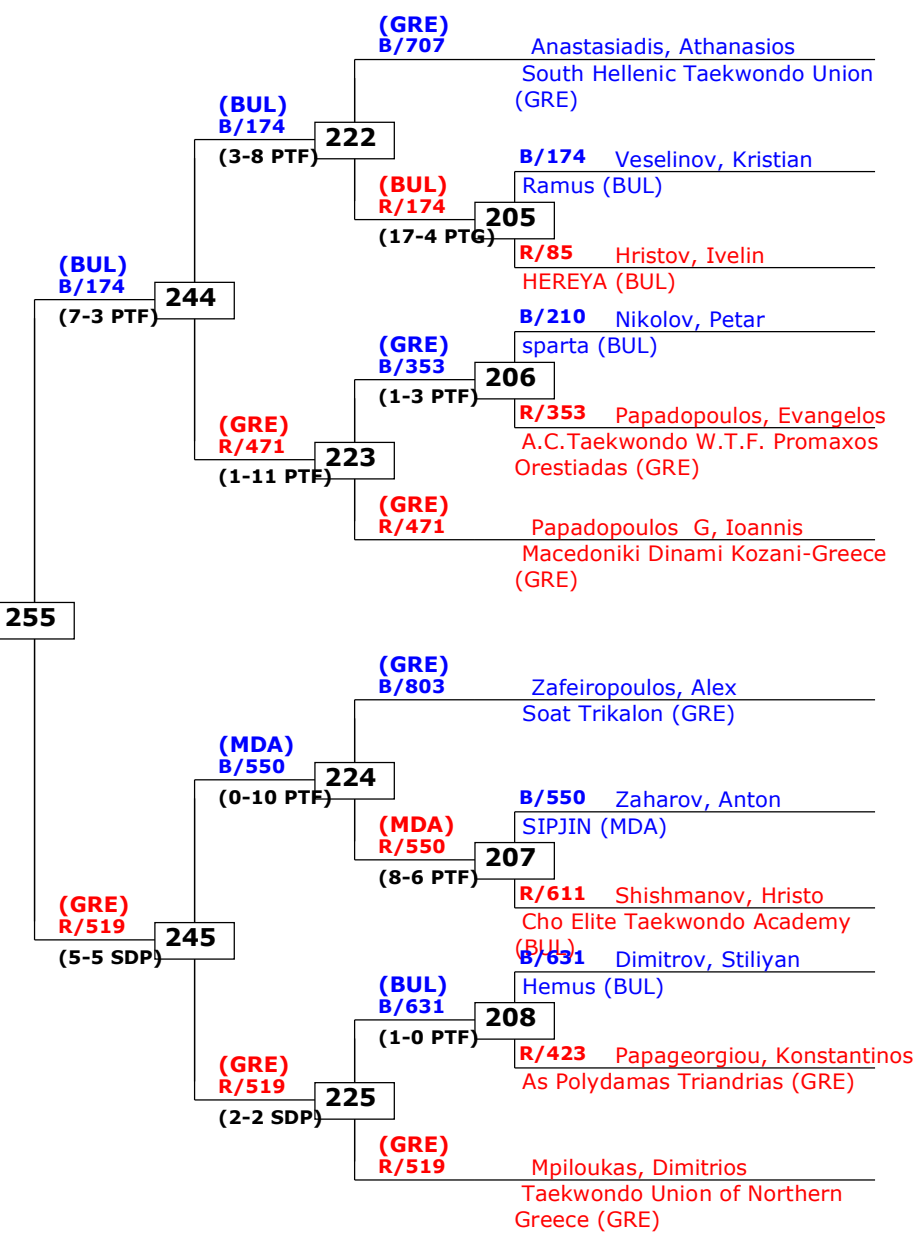 (GRE)
B/707
Anastasiadis, Athanasios
South Hellenic Taekwondo Union
(GRE)
(BUL)
B/174
(3-8 PTF)
222
B/174
Veselinov, Kristian
Ramus (BUL)
(BUL)
R/174
(17-4 PTG)
205
R/85
Hristov, Ivelin
HEREYA (BUL)
(BUL)
B/174
(7-3 PTF)
244
B/210
Nikolov, Petar
sparta (BUL)
(GRE)
B/353
(1-3 PTF)
206
R/353
Papadopoulos, Evangelos
A.C.Taekwondo W.T.F. Promaxos
Orestiadas (GRE)
(GRE)
R/471
(1-11 PTF)
223
(GRE)
R/471
Papadopoulos  G, Ioannis
Macedoniki Dinami Kozani-Greece
(GRE)
255
(GRE)
B/803
Zafeiropoulos, Alex
Soat Trikalon (GRE)
(MDA)
B/550
(0-10 PTF)
224
B/550
Zaharov, Anton
SIPJIN (MDA)
(MDA)
R/550
(8-6 PTF)
207
R/611
Shishmanov, Hristo
Cho Elite Taekwondo Academy
(BUL)
(GRE)
R/519
(5-5 SDP)
245
B/631
Dimitrov, Stiliyan
Hemus (BUL)
(BUL)
B/631
(1-0 PTF)
208
R/423
Papageorgiou, Konstantinos
As Polydamas Triandrias (GRE)
(GRE)
R/519
(2-2 SDP)
225
(GRE)
R/519
Mpiloukas, Dimitrios
Taekwondo Union of Northern
Greece (GRE)